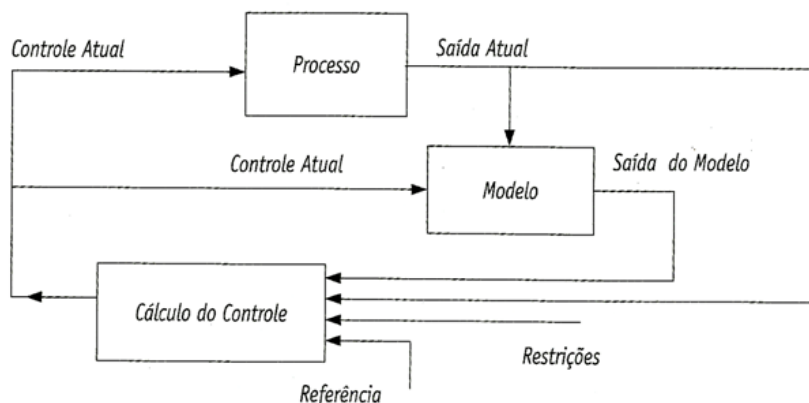 Controle Atual
Processo
Saída Atual
Controle Atual
Modelo
Saída do Modelo
Cálculo do Controle
Restrições
Referência